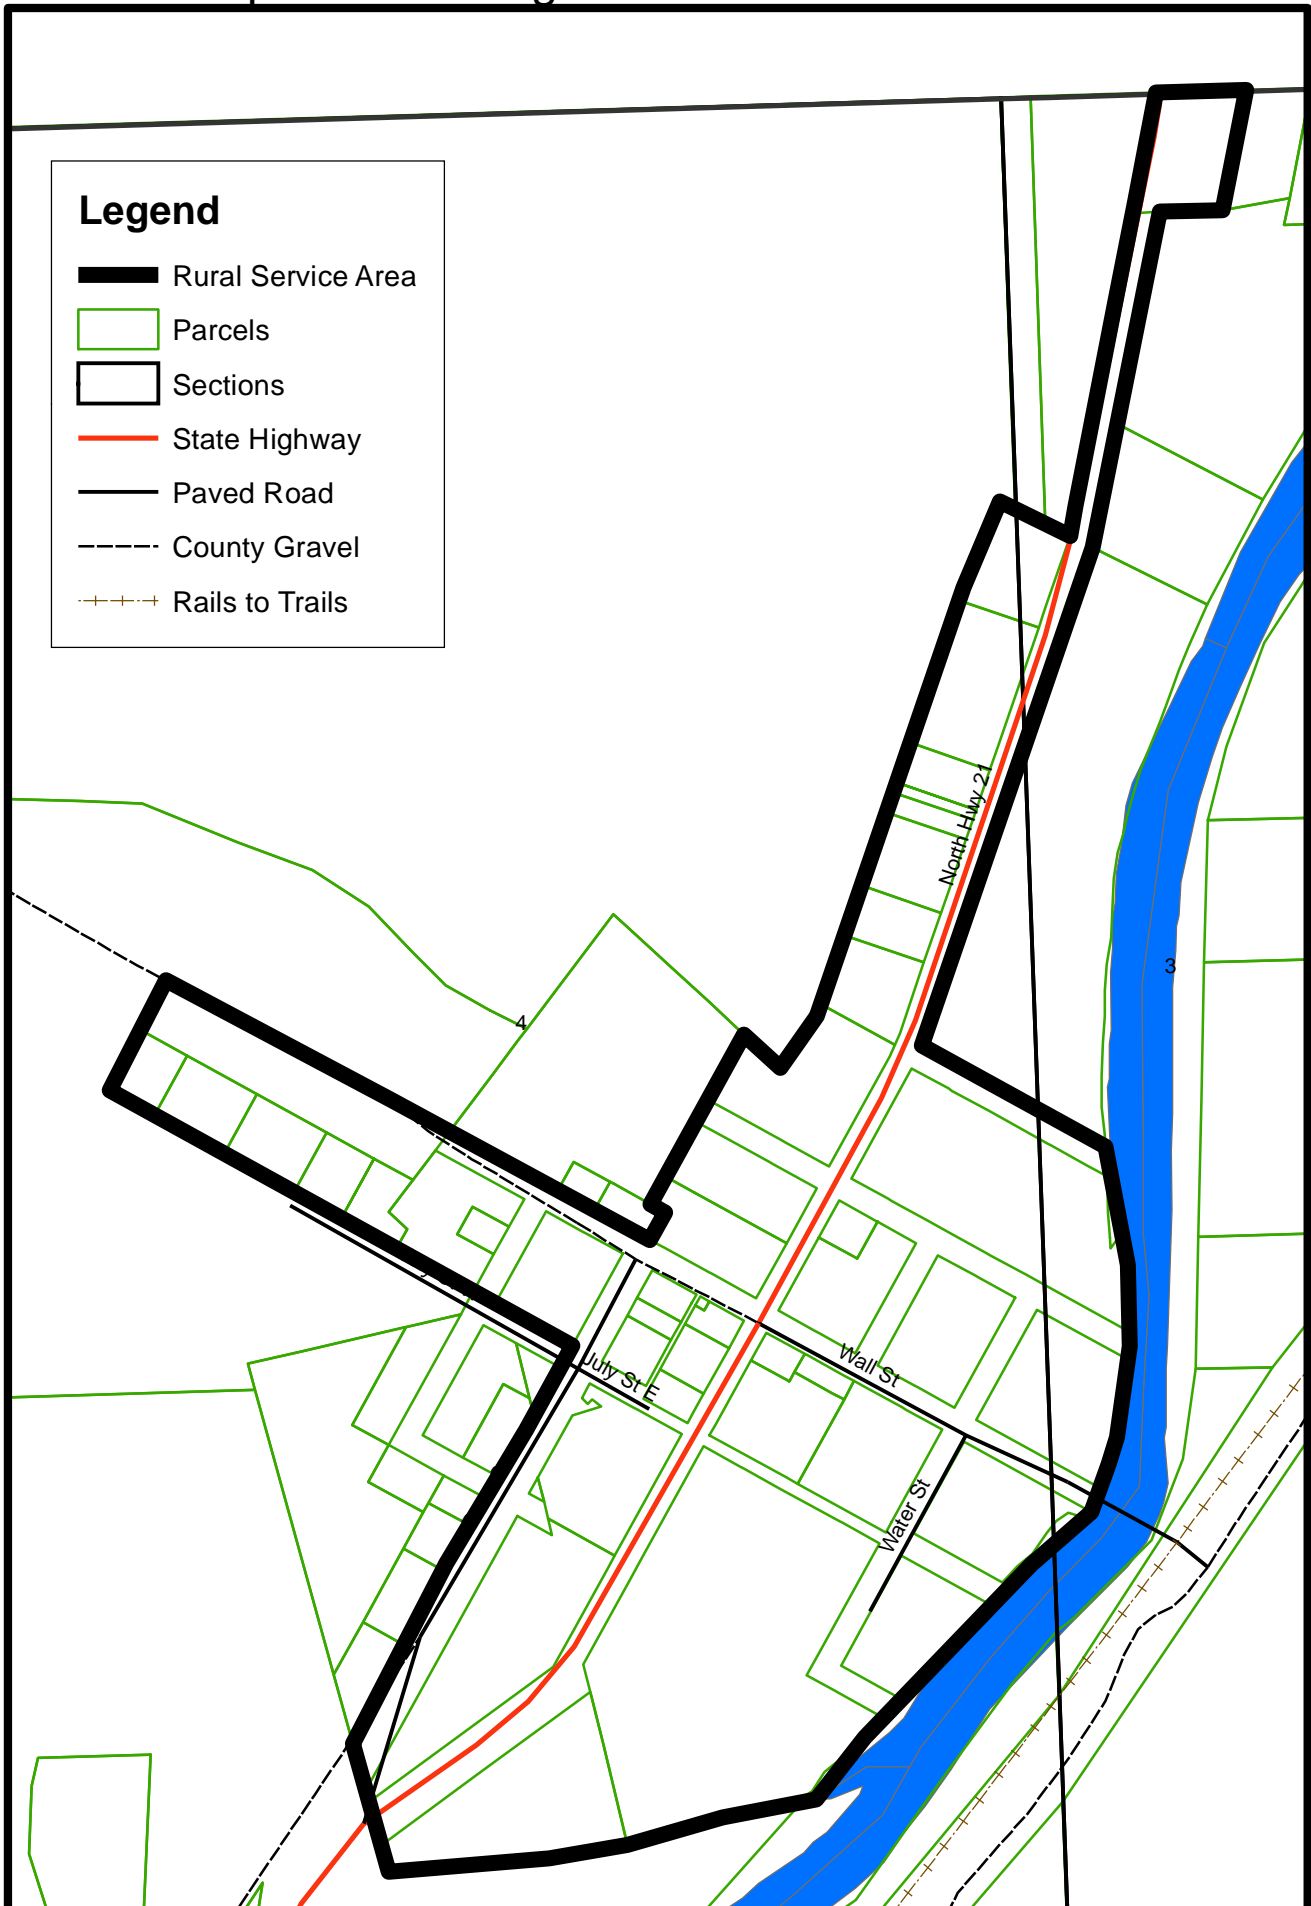 Legend
Rural Service Area
Parcels
Sections
State Highway
Paved Road
County Gravel
Rails to Trails
North Hwy 21
3
4
July St E
Wall St
Water St